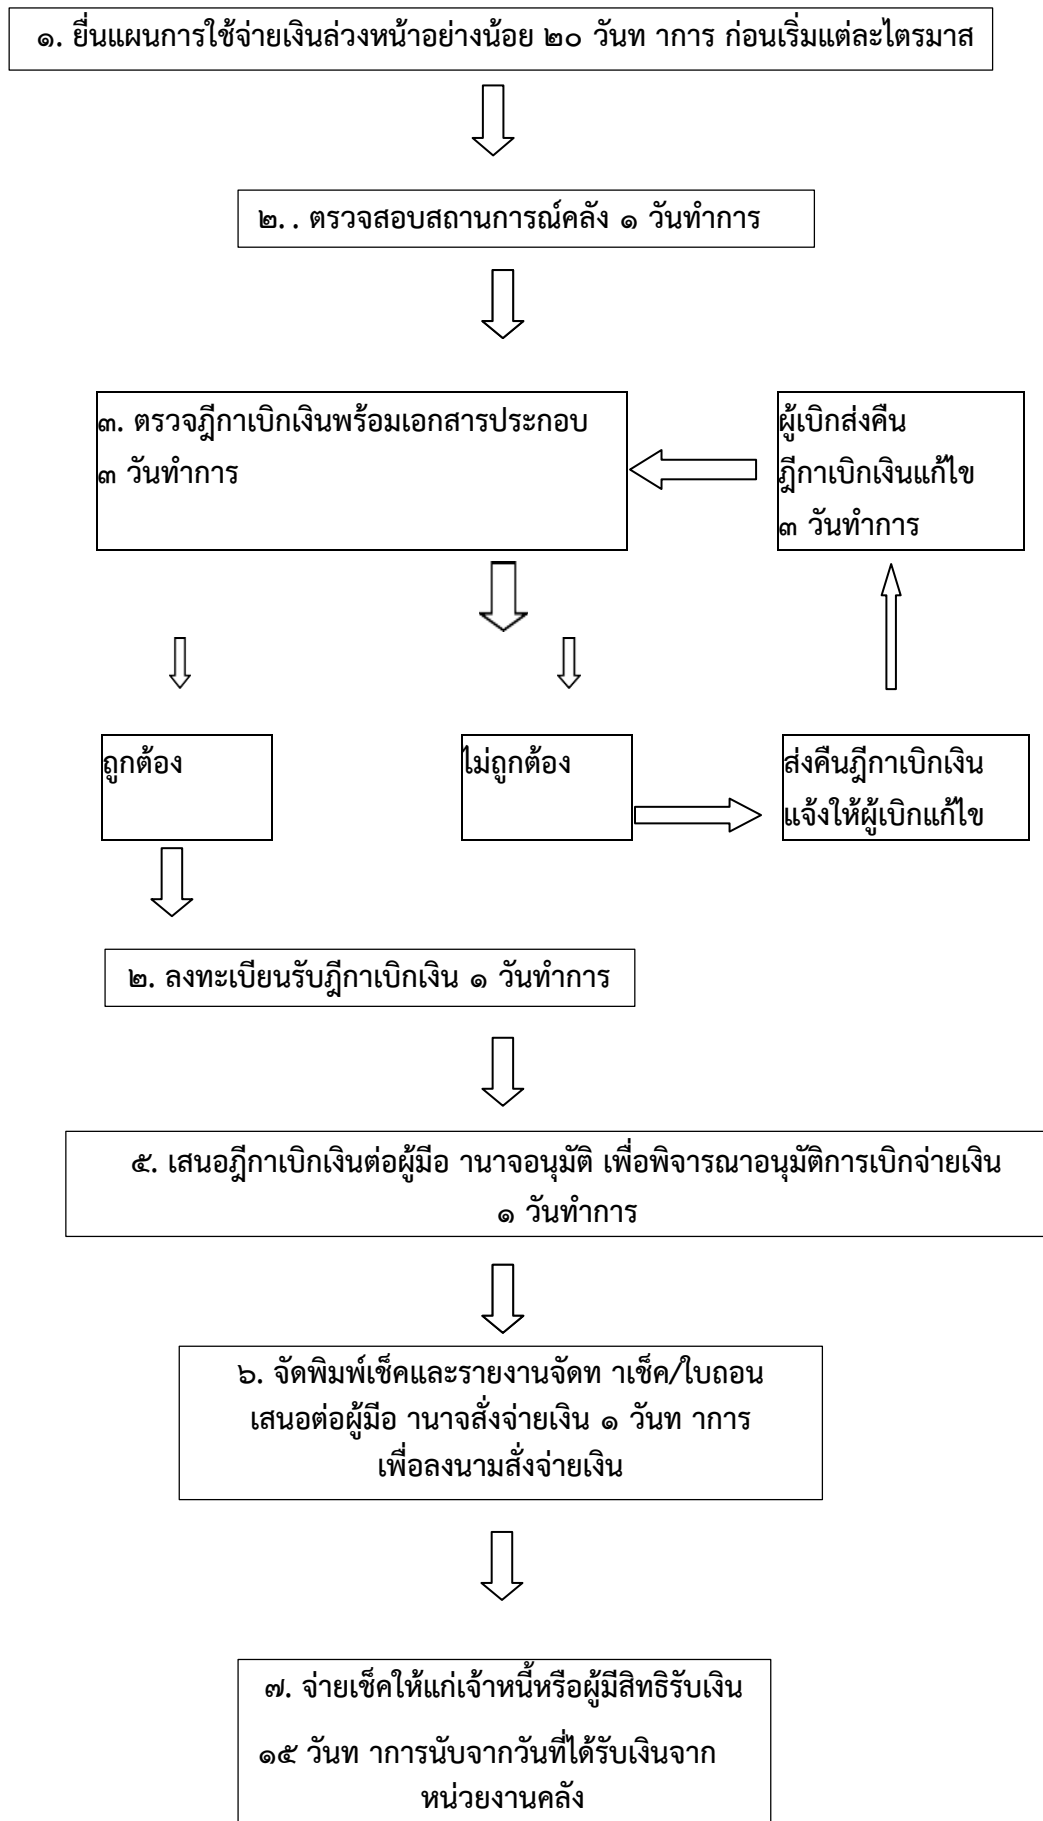 ๑. ยื่นแผนการใช้จ่ายเงินล่วงหน้าอย่างน้อย ๒๐ วันท าการ ก่อนเริ่มแต่ละไตรมาส
๒. . ตรวจสอบสถานการณ์คลัง ๑ วันทำการ
๓. ตรวจฎีกาเบิกเงินพร้อมเอกสารประกอบ
๓ วันทำการ
ผู้เบิกส่งคืน
ฎีกาเบิกเงินแก้ไข
๓ วันทำการ
ถูกต้อง
ไม่ถูกต้อง
ส่งคืนฎีกาเบิกเงิน
แจ้งให้ผู้เบิกแก้ไข
๒. ลงทะเบียนรับฎีกาเบิกเงิน ๑ วันทำการ
๕. เสนอฎีกาเบิกเงินต่อผู้มีอ านาจอนุมัติ เพื่อพิจารณาอนุมัติการเบิกจ่ายเงิน
๑ วันทำการ
๖. จัดพิมพ์เช็คและรายงานจัดท าเช็ค/ใบถอน
เสนอต่อผู้มีอ านาจสั่งจ่ายเงิน ๑ วันท าการ
เพื่อลงนามสั่งจ่ายเงิน
๗. จ่ายเช็คให้แก่เจ้าหนี้หรือผู้มีสิทธิรับเงิน
๑๕ วันท าการนับจากวันที่ได้รับเงินจาก
หน่วยงานคลัง